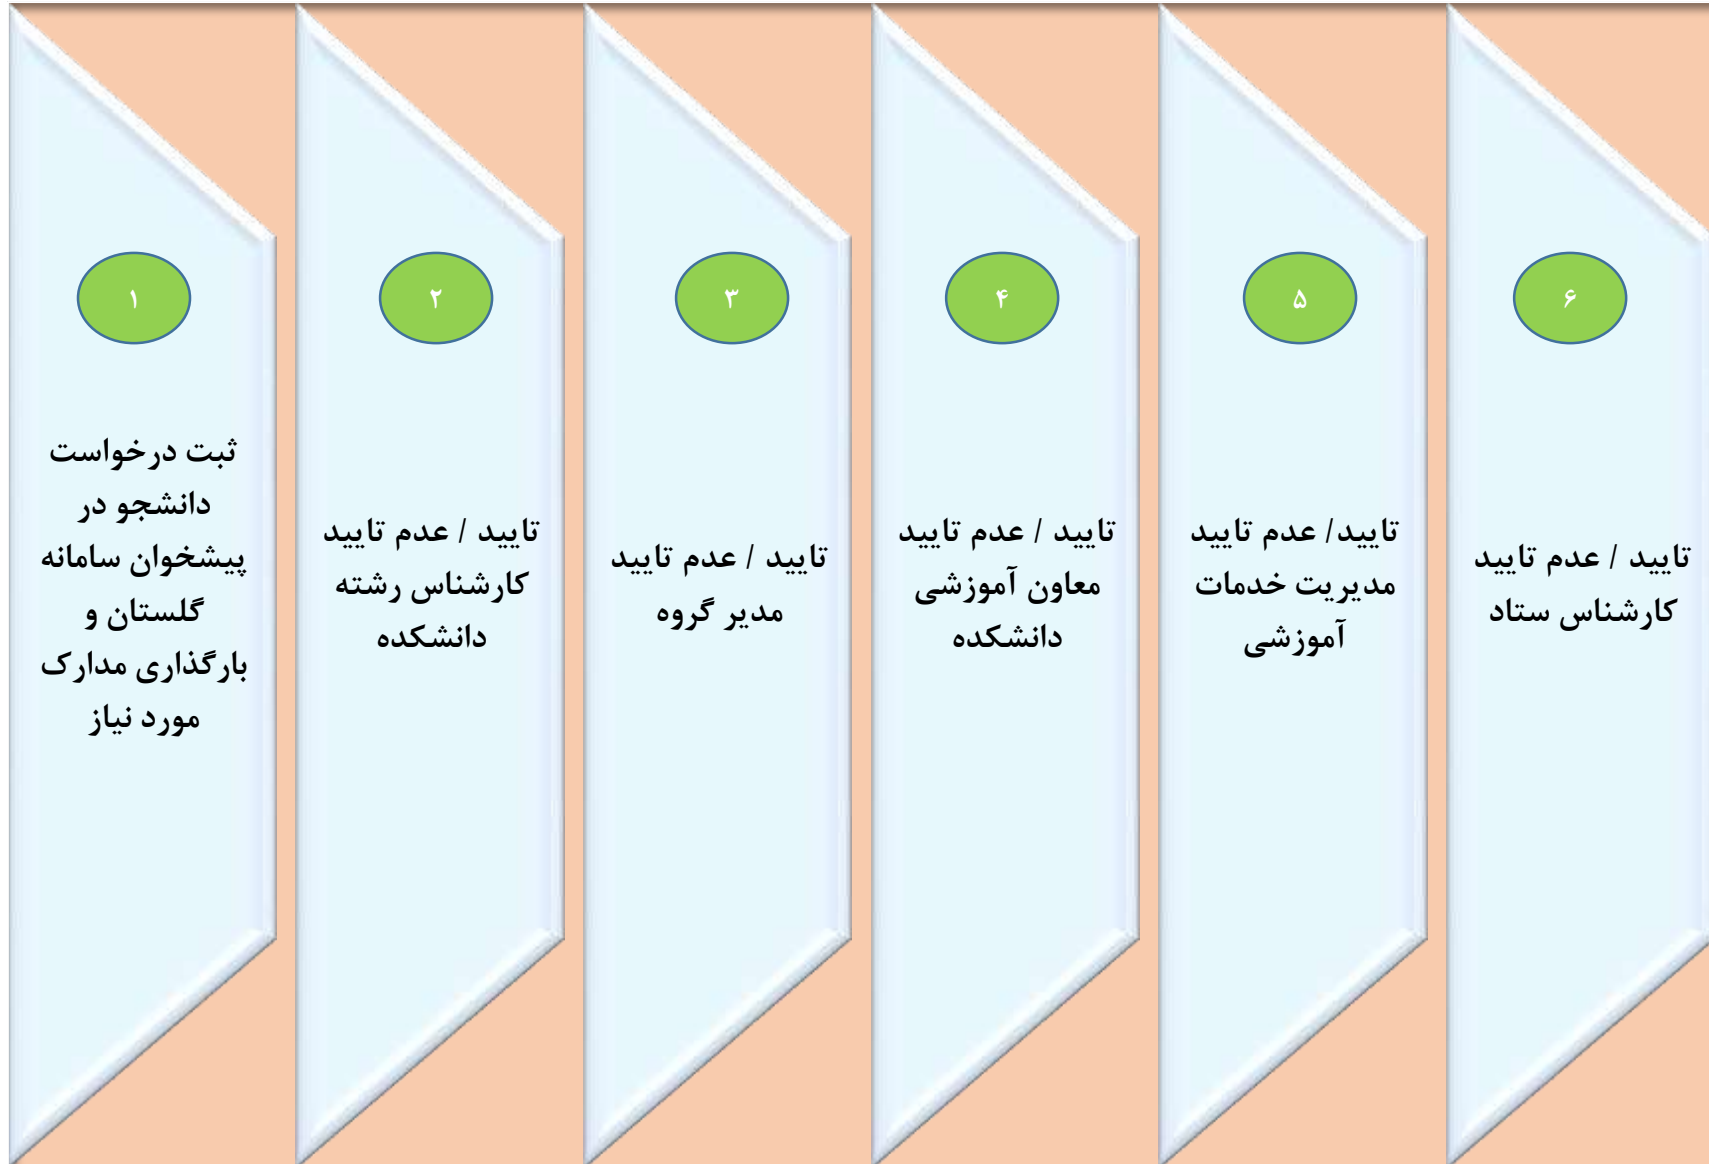 ۱
ثبت درخواست
دانشجو در
پیشخوان سامانه
گلستان و
بارگذاری مدارک
مورد نیاز
۲
تایید / عدم تایید
کارشناس رشته
دانشکده
۳
تایید / عدم تایید
مدیر گروه
۴
تایید / عدم تایید
معاون آموزشی
دانشکده
۵
تایید/ عدم تایید
مدیریت خدمات
آموزشی
۶
تایید / عدم تایید
کارشناس ستاد